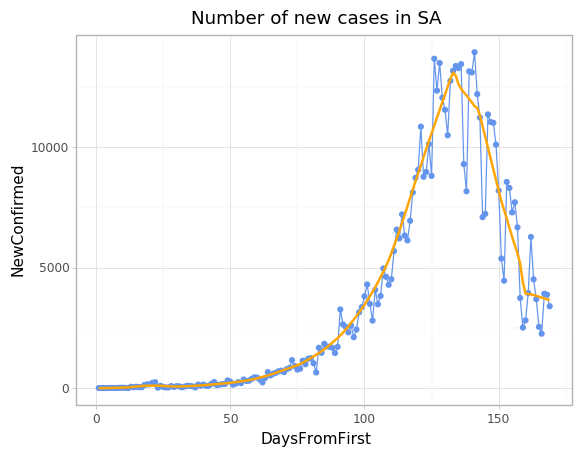 Number of new cases in SA
10000
5000
0
NewConfirmed
0 50 100 150
DaysFromFirst